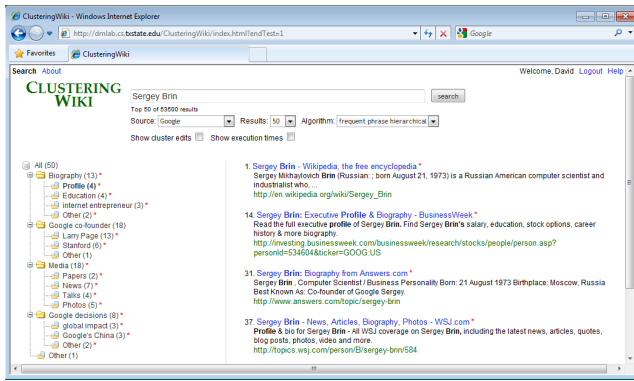 ClusteringWiki - Windows Internet Explorer
http://dmlab.cs.txstate.edu/ClusteringWiki/index.html?endTest=1
Google
Favorites
ClusteringWiki
Search About
Welcome, David Logout Help
CLUSTERING
WIKI
Sergey Brin
search
Top 50 of 53500 results
Source: Google Results: 50 Algorithm: frequent phrase hierarchical
Show cluster edits Show execution times
All (50)
Biography (13) *
Profile (4) *
Education (4) *
internet entrepreneur (3) *
Other (2) *
Google co-founder (18)
Larry Page (13) *
Stanford (6) *
Other (1)
Media (18) *
Papers (2) *
News (7) *
Talks (4) *
Photos (5) *
Google decisions (8) *
global impact (3) *
Google's China (3) *
Other (2) *
Other (1)
1. Sergey Brin - Wikipedia, the free encyclopedia *
Sergey Mikhaylovich Brin (Russian: ; born August 21, 1973) is a Russian American computer scientist and
industrialist who, ...
http://en.wikipedia.org/wiki/Sergey_Brin
14. Sergey Brin: Executive Profile & Biography - BusinessWeek *
Read the full executive profile of Sergey Brin. Find Sergey Brin's salary, education, stock options, career
history & more biography.
http://investing.businessweek.com/businessweek/research/stocks/people/person.asp?
personId=534604&ticker=GOOG:US
31. Sergey Brin: Biography from Answers.com *
Sergey Brin , Computer Scientist / Business Personality Born: 21 August 1973 Birthplace: Moscow, Russia
Best Known As: Co-founder of Google Sergey.
http://www.answers.com/topic/sergey-brin
37. Sergey Brin - News, Articles, Biography, Photos - WSJ.com *
Profile & bio for Sergey Brin - All WSJ coverage on Sergey Brin, including the latest news, articles, quotes,
blog posts, photos, video and more.
http://topics.wsj.com/person/B/sergey-brin/584